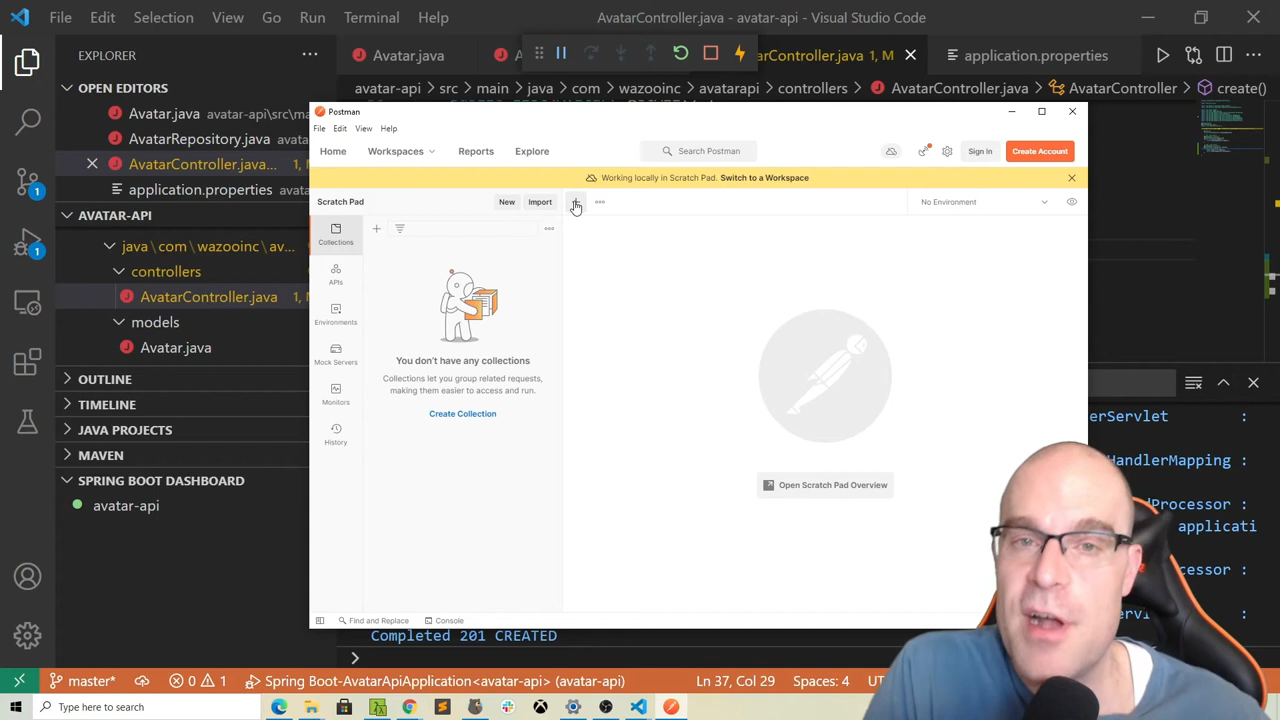 File Edit Selection View Go Run Terminal Help AvatarController.java - avatar-api - Visual Studio Code
EXPLORER
Avatar.java
Controller.java 1, M
application.properties
OPEN EDITORS
avatar-api > src > main > java > com > wazooinc > avatarapi > controllers > AvatarController.java > AvatarController > create()
Avatar.java avatar-api\src\m...
AvatarRepository.java
AvatarController.java...
application.properties
AVATAR-API
java\com\wazooinc\av...
controllers
AvatarController.java 1,
models
Avatar.java
OUTLINE
TIMELINE
JAVA PROJECTS
MAVEN
SPRING BOOT DASHBOARD
avatar-api
1
1
Postman
File Edit View Help
Home Workspaces Reports Explore
Search Postman
Sign In Create Account
Working locally in Scratch Pad. Switch to a Workspace
Scratch Pad New Import
No Environment
Collections
APIs
Environments
Mock Servers
Monitors
History
You don't have any collections
Collections let you group related requests,
making them easier to access and run.
Create Collection
Open Scratch Pad Overview
Find and Replace Console
erServlet :
HandlerMapping :
Processor :
applicati
Completed 201 CREATED
master* 0 1 Spring Boot-AvatarApiApplication<avatar-api> (avatar-api) Ln 37, Col 29 Spaces: 4
Type here to search